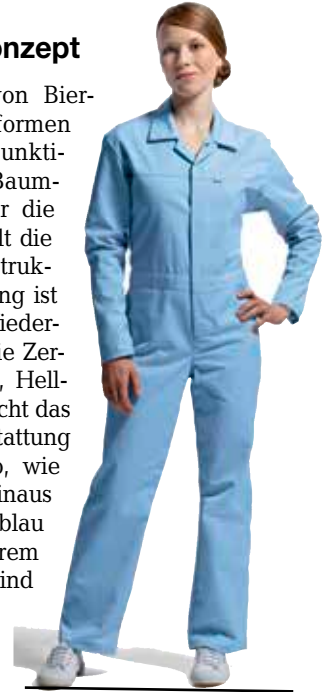 onzept
von Bier-
formen
unkti-
Baum-
r die
lt die
truk-
ng ist
ieder-
ie Zer-
, Hell-
cht das
tattung
o, wie
inaus
blau
rem
ind